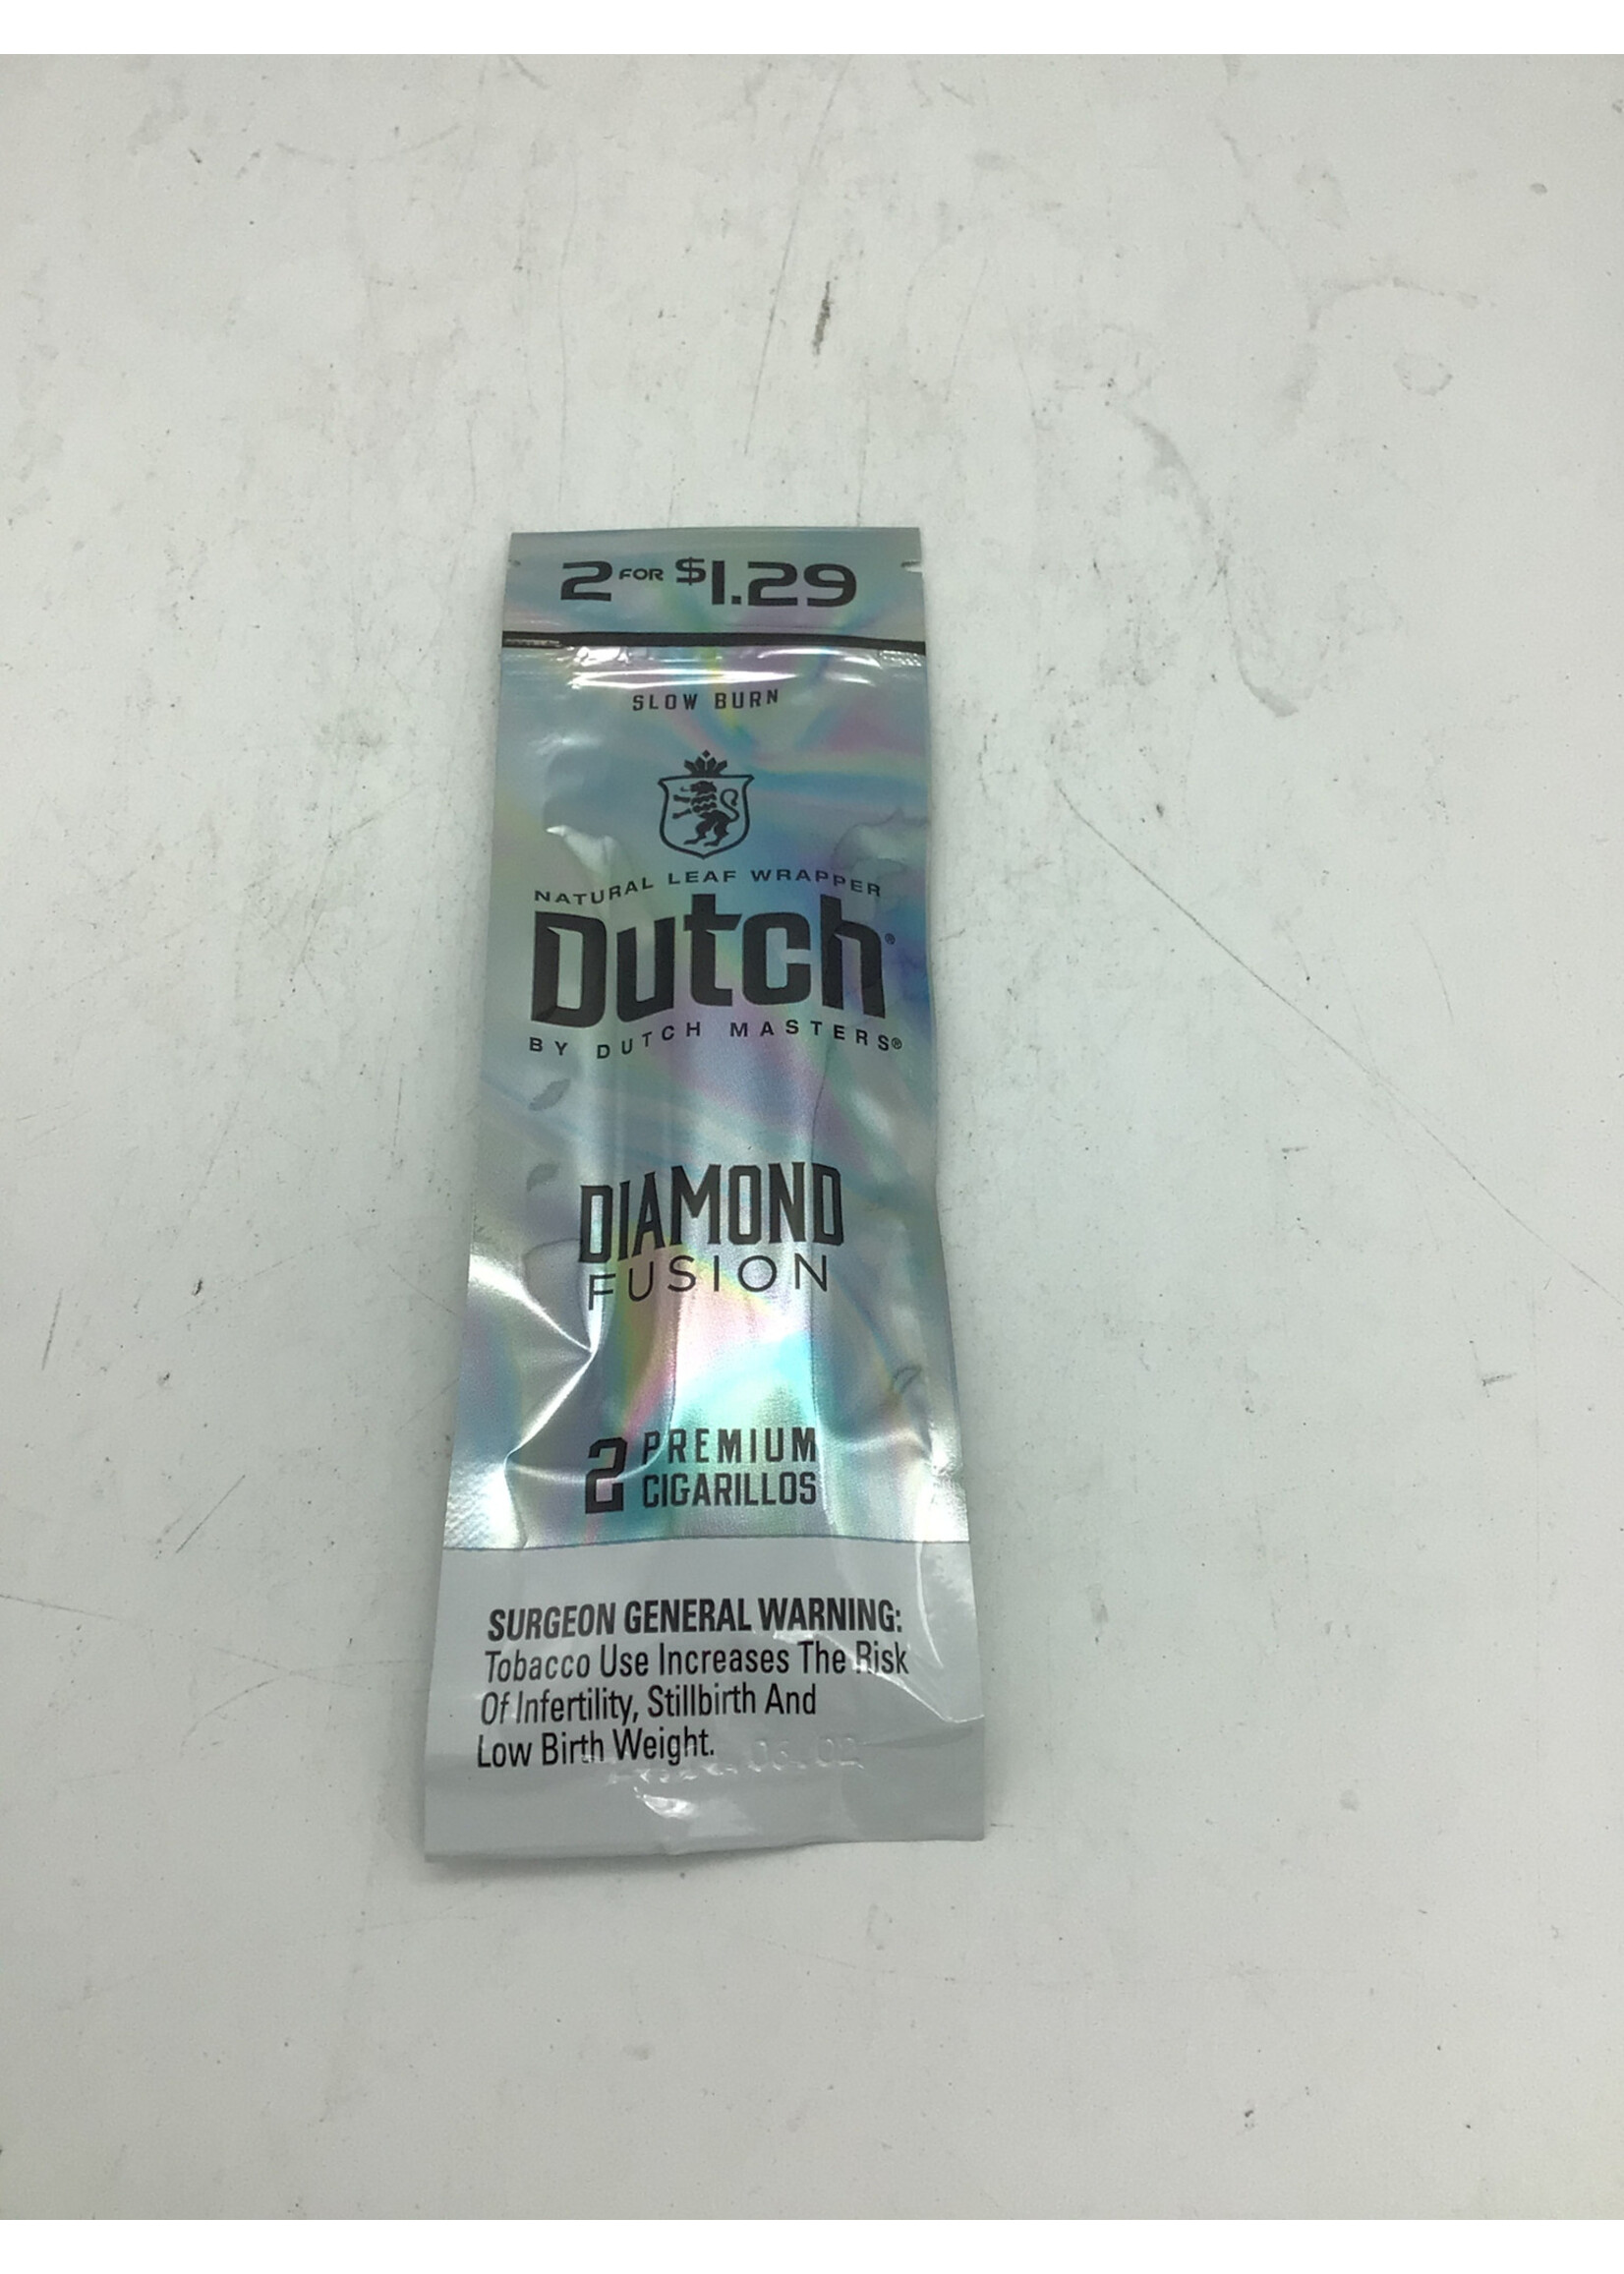 2 FOR $1.29
SLOW BURN
NATURAL LEAF WRAPPER
Dutch®
BY DUTCH MASTERS®
DIAMOND
FUSION
2 PREMIUM
CIGARILLOS
SURGEON GENERAL WARNING:
Tobacco Use Increases The Risk
Of Infertility, Stillbirth And
Low Birth Weight.